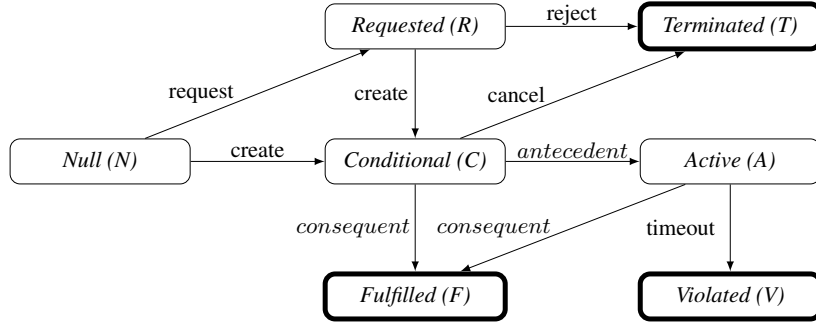 Requested (R)
reject
Terminated (T)
request
create
cancel
Null (N)
create
Conditional (C)
antecedent
Active (A)
consequent
consequent
timeout
Fulfilled (F)
Violated (V)